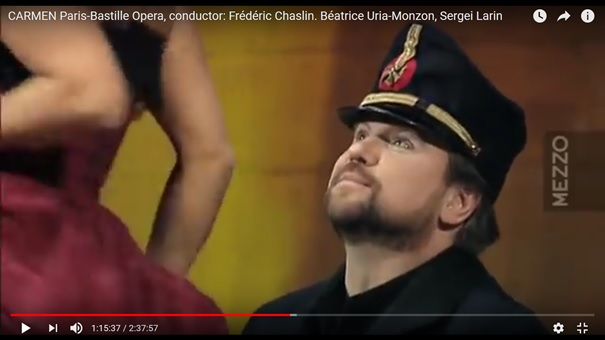 CARMEN Paris-Bastille Opera, conductor: Frédéric Chaslin. Béatrice Uria-Monzon, Sergei Larin
MEZZO
1:15:37 / 2:37:57